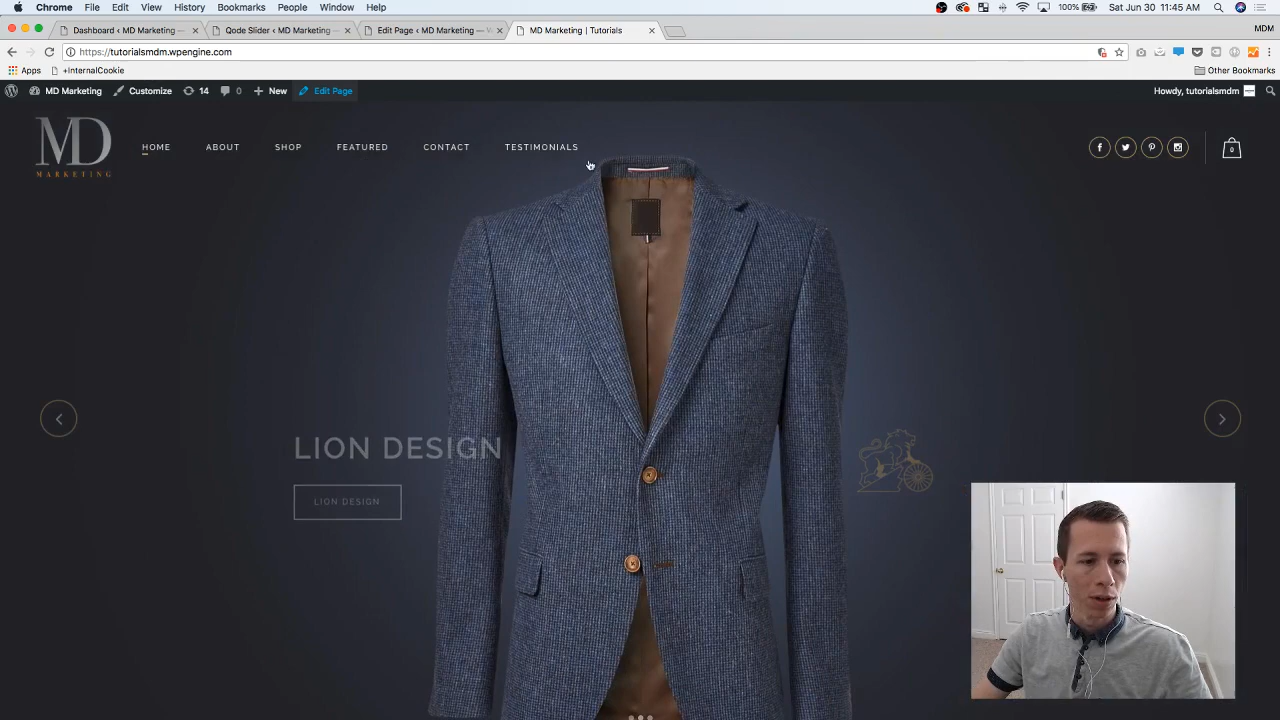 Chrome File Edit View History Bookmarks People Window Help 100% Sat Jun 30 11:45 AM
Dashboard ‹ MD Marketing — Qode Slider ‹ MD Marketing — Edit Page ‹ MD Marketing — W MD Marketing | Tutorials MDM
https://tutorialsmdm.wpengine.com
Apps +InternalCookie Other Bookmarks
MD Marketing Customize 14 0 New Edit Page Howdy, tutorialsmdm
MD
MARKETING
HOME ABOUT SHOP FEATURED CONTACT TESTIMONIALS 0
LION DESIGN
LION DESIGN